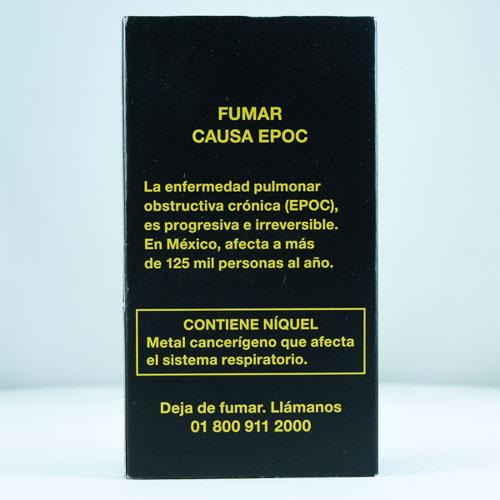 FUMAR
CAUSA EPOC
La enfermedad pulmonar
obstructiva crónica (EPOC),
es progresiva e irreversible.
En México, afecta a más
de 125 mil personas al año.
CONTIENE NÍQUEL
Metal cancerígeno que afecta
el sistema respiratorio.
Deja de fumar. Llámanos
01 800 911 2000